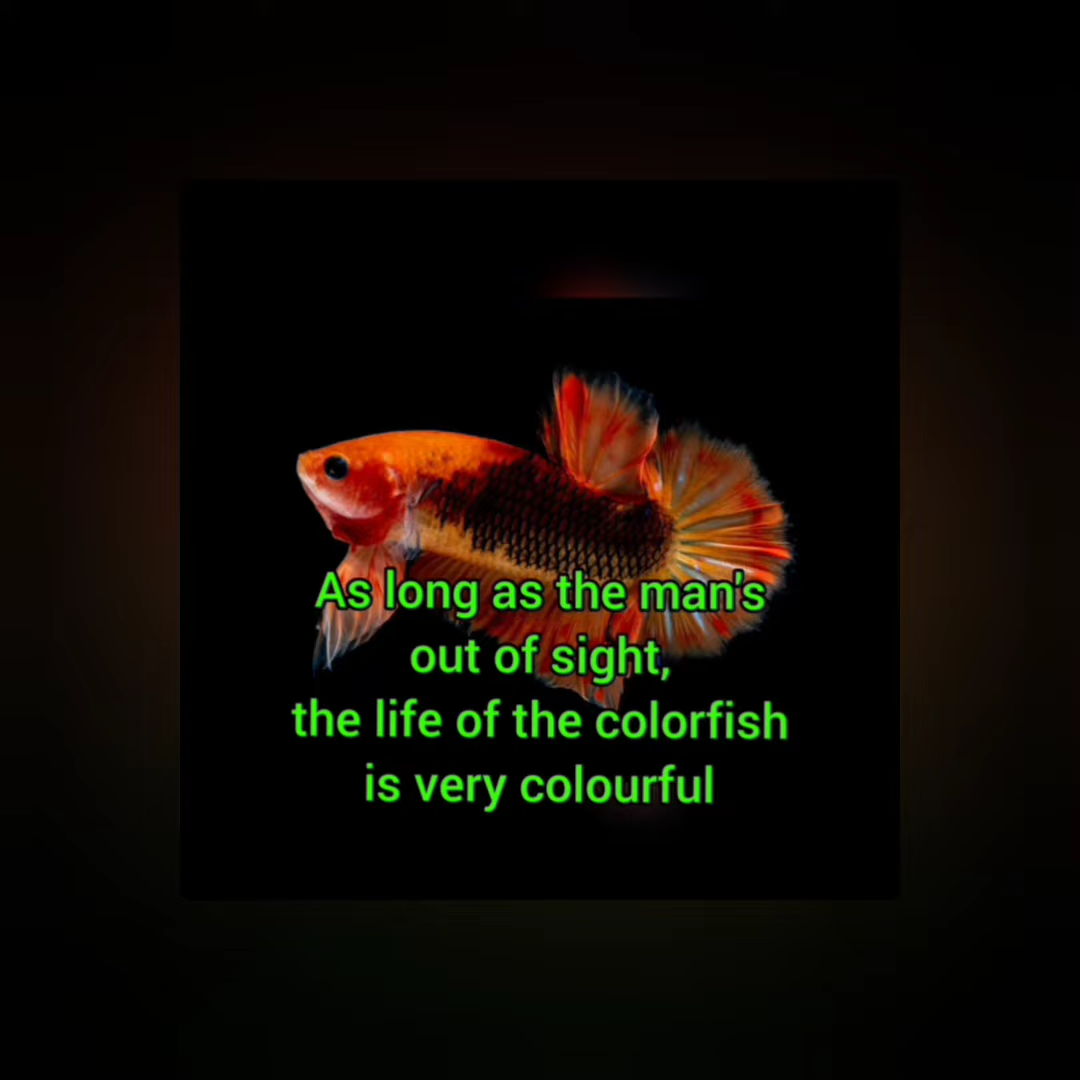 As long as the man's
out of sight,
the life of the colorfish
is very colourful